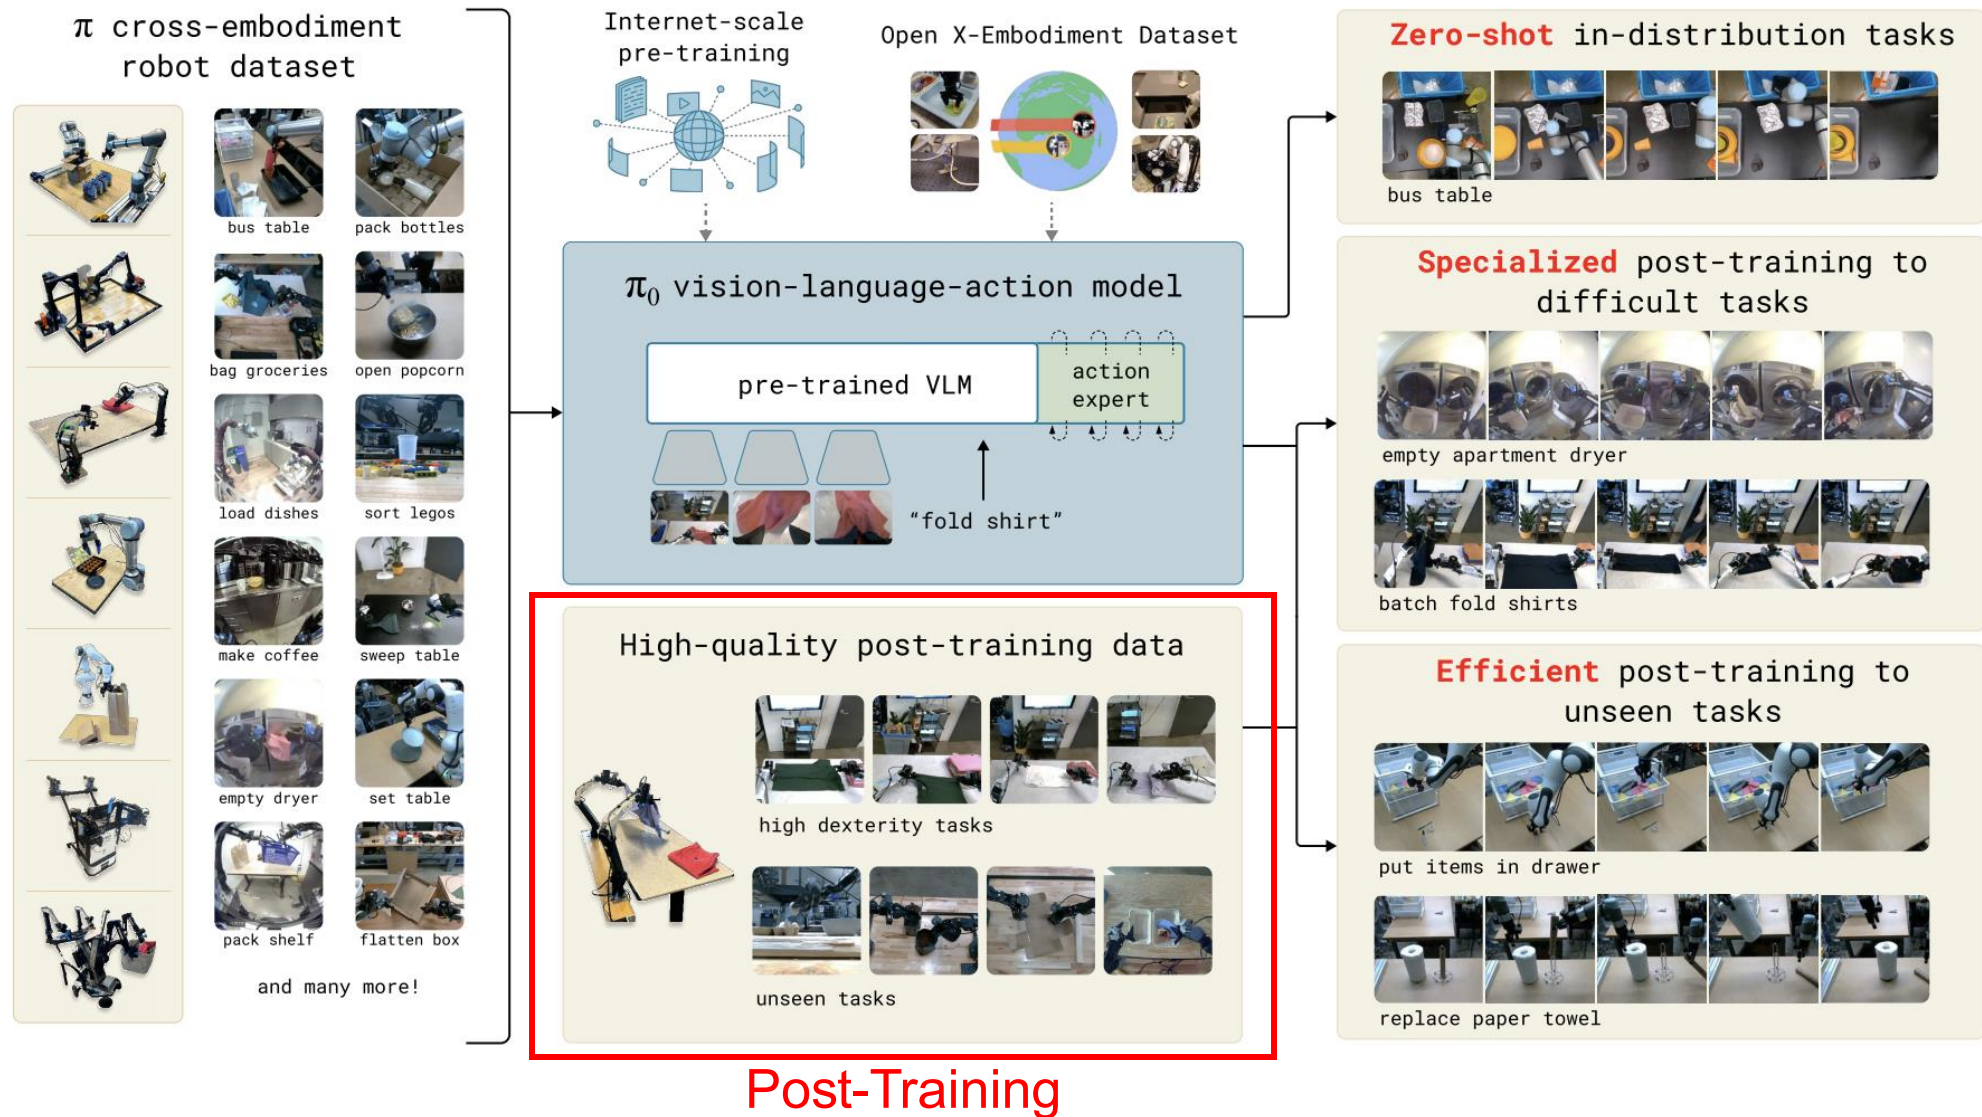 π cross-embodiment
robot dataset
bus table
pack bottles
bag groceries
open popcorn
load dishes
sort legos
make coffee
sweep table
empty dryer
set table
pack shelf
flatten box
and many more!
Internet-scale
pre-training
Open X-Embodiment Dataset
π₀ vision-language-action model
pre-trained VLM
action
expert
“fold shirt”
High-quality post-training data
high dexterity tasks
unseen tasks
Post-Training
Zero-shot in-distribution tasks
bus table
Specialized post-training to
difficult tasks
empty apartment dryer
batch fold shirts
Efficient post-training to
unseen tasks
put items in drawer
replace paper towel